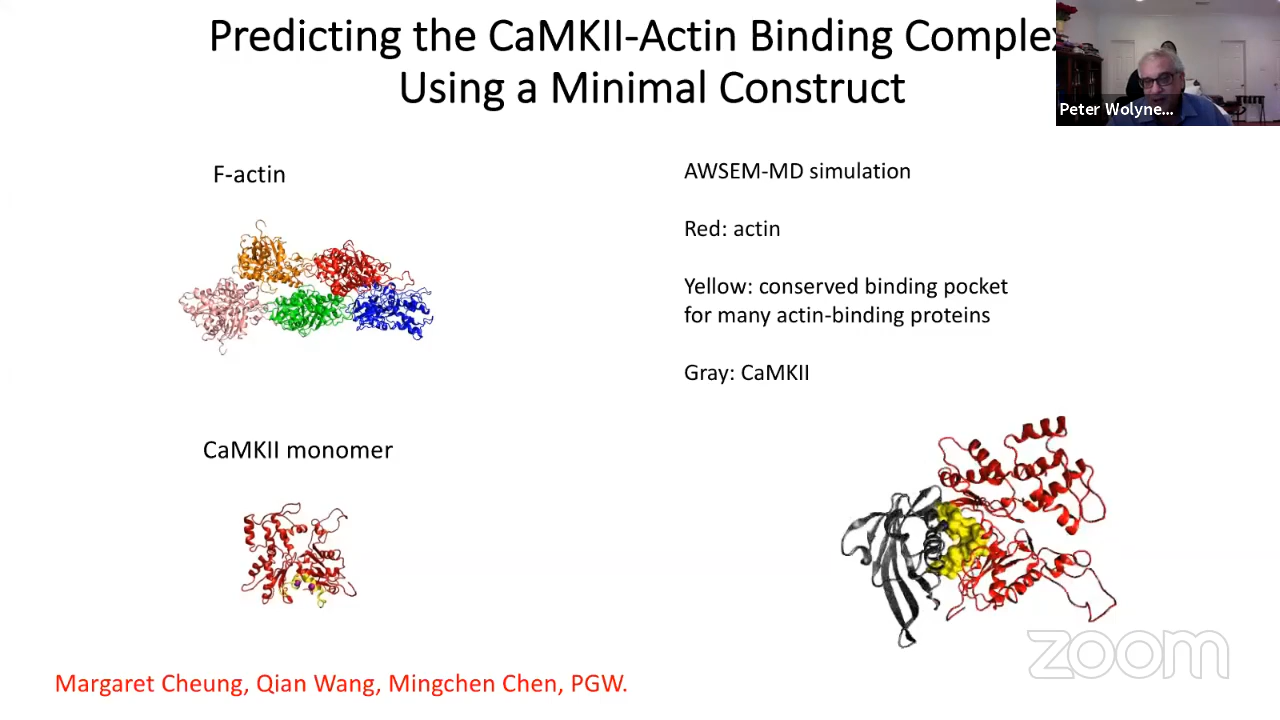 Predicting the CaMKII-Actin Binding Complex
Using a Minimal Construct
Peter Wolyne...
F-actin
AWSEM-MD simulation
Red: actin
Yellow: conserved binding pocket
for many actin-binding proteins
Gray: CaMKII
CaMKII monomer
zoom
Margaret Cheung, Qian Wang, Mingchen Chen, PGW.